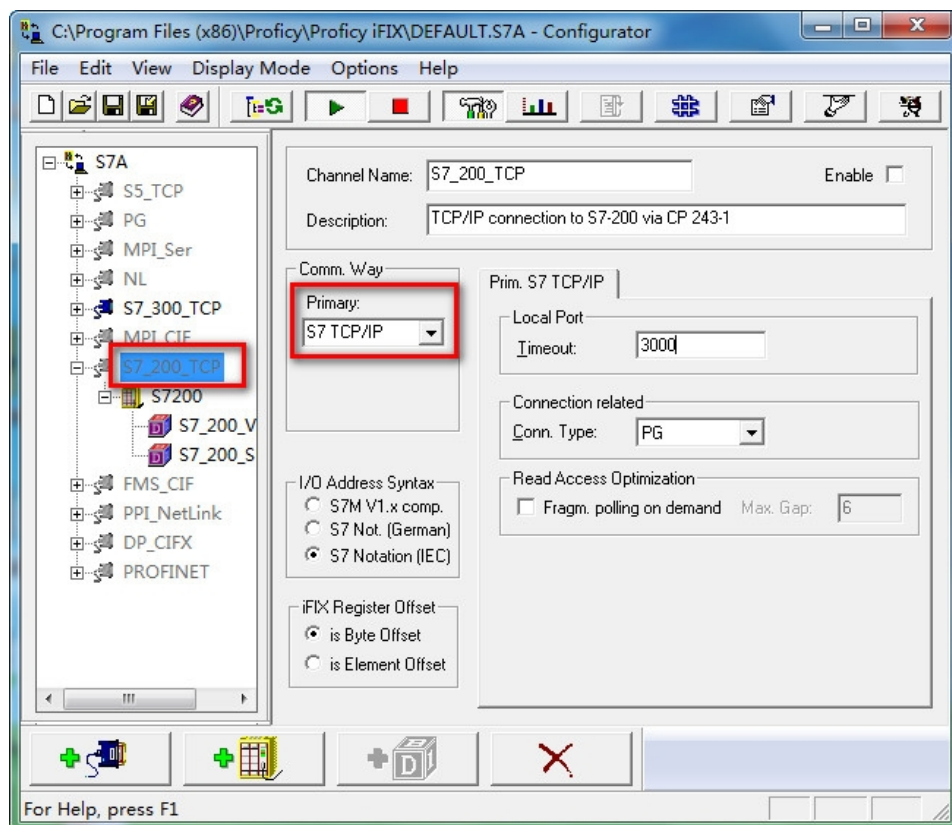 C:\Program Files (x86)\Proficy\Proficy iFIX\DEFAULT.S7A - Configurator
File Edit View Display Mode Options Help
S7A
S5_TCP
PG
MPI_Ser
NL
S7_300_TCP
MPI_CIF
S7_200_TCP
S7200
S7_200_V
S7_200_S
FMS_CIF
PPI_NetLink
DP_CIFX
PROFINET
Channel Name: S7_200_TCP Enable
Description: TCP/IP connection to S7-200 via CP 243-1
Comm. Way
Primary:
S7 TCP/IP
I/O Address Syntax
S7M V1.x comp.
S7 Not. (German)
S7 Notation (IEC)
iFIX Register Offset
is Byte Offset
is Element Offset
Prim. S7 TCP/IP
Local Port
Timeout: 3000
Connection related
Conn. Type: PG
Read Access Optimization
Fragm. polling on demand Max. Gap: 6
D
For Help, press F1